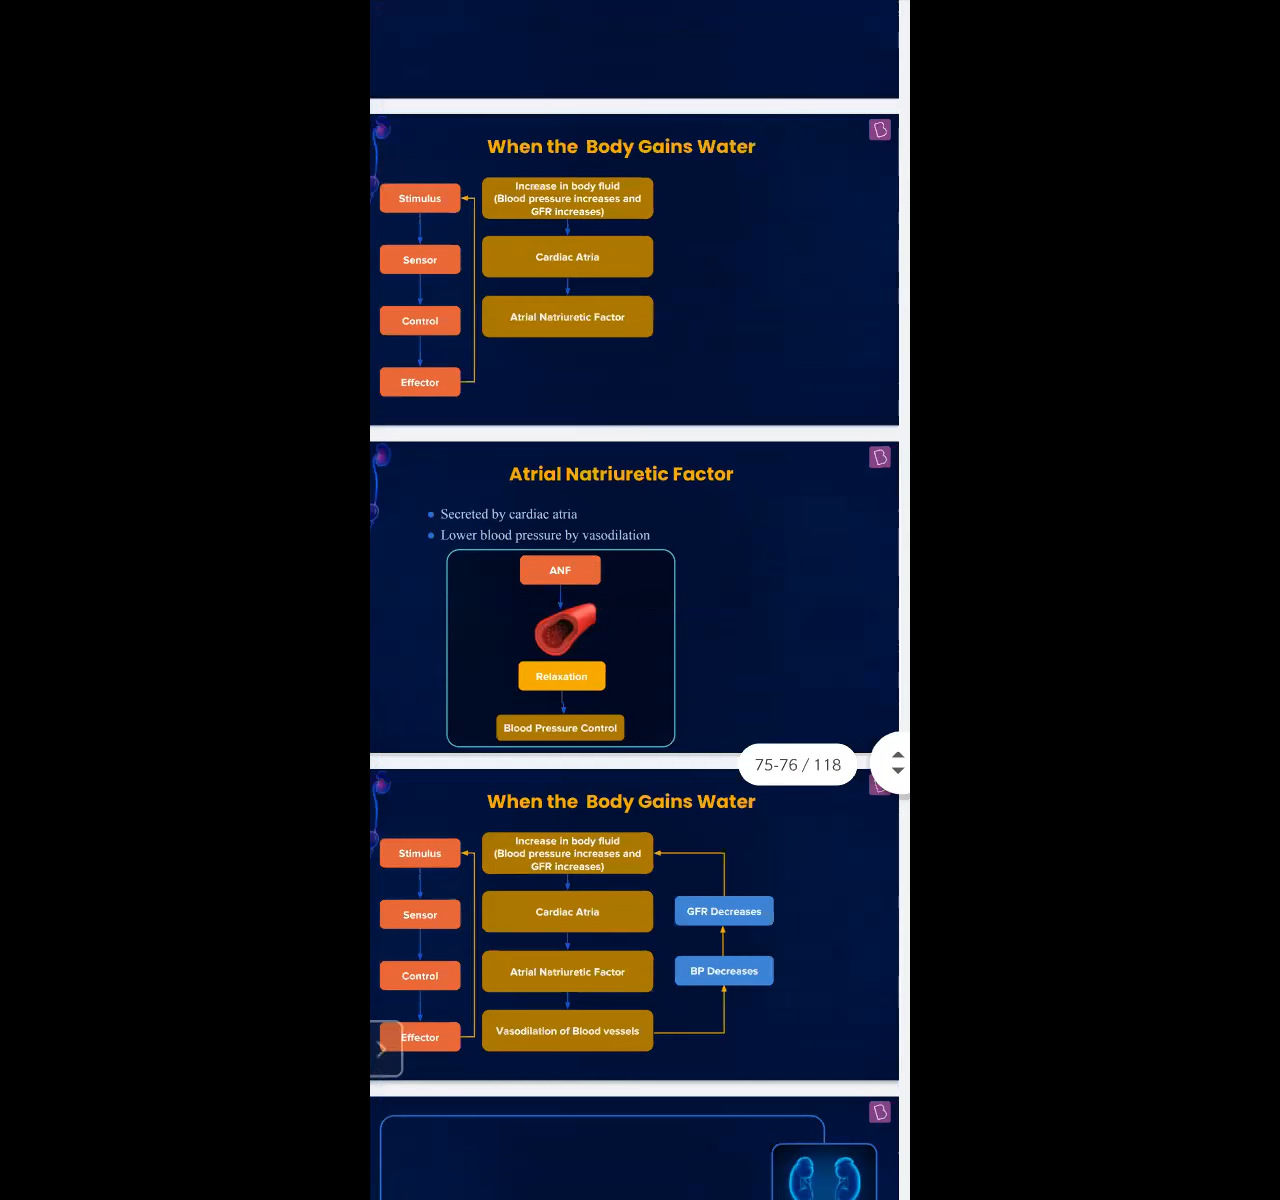 When the Body Gains Water
Stimulus
Sensor
Control
Effector
Increase in body fluid
(Blood pressure increases and
GFR increases)
Cardiac Atria
Atrial Natriuretic Factor
Atrial Natriuretic Factor
Secreted by cardiac atria
Lower blood pressure by vasodilation
ANF
Relaxation
Blood Pressure Control
75-76 / 118
When the Body Gains Water
Stimulus
Sensor
Control
Effector
Increase in body fluid
(Blood pressure increases and
GFR increases)
Cardiac Atria
Atrial Natriuretic Factor
Vasodilation of Blood vessels
GFR Decreases
BP Decreases